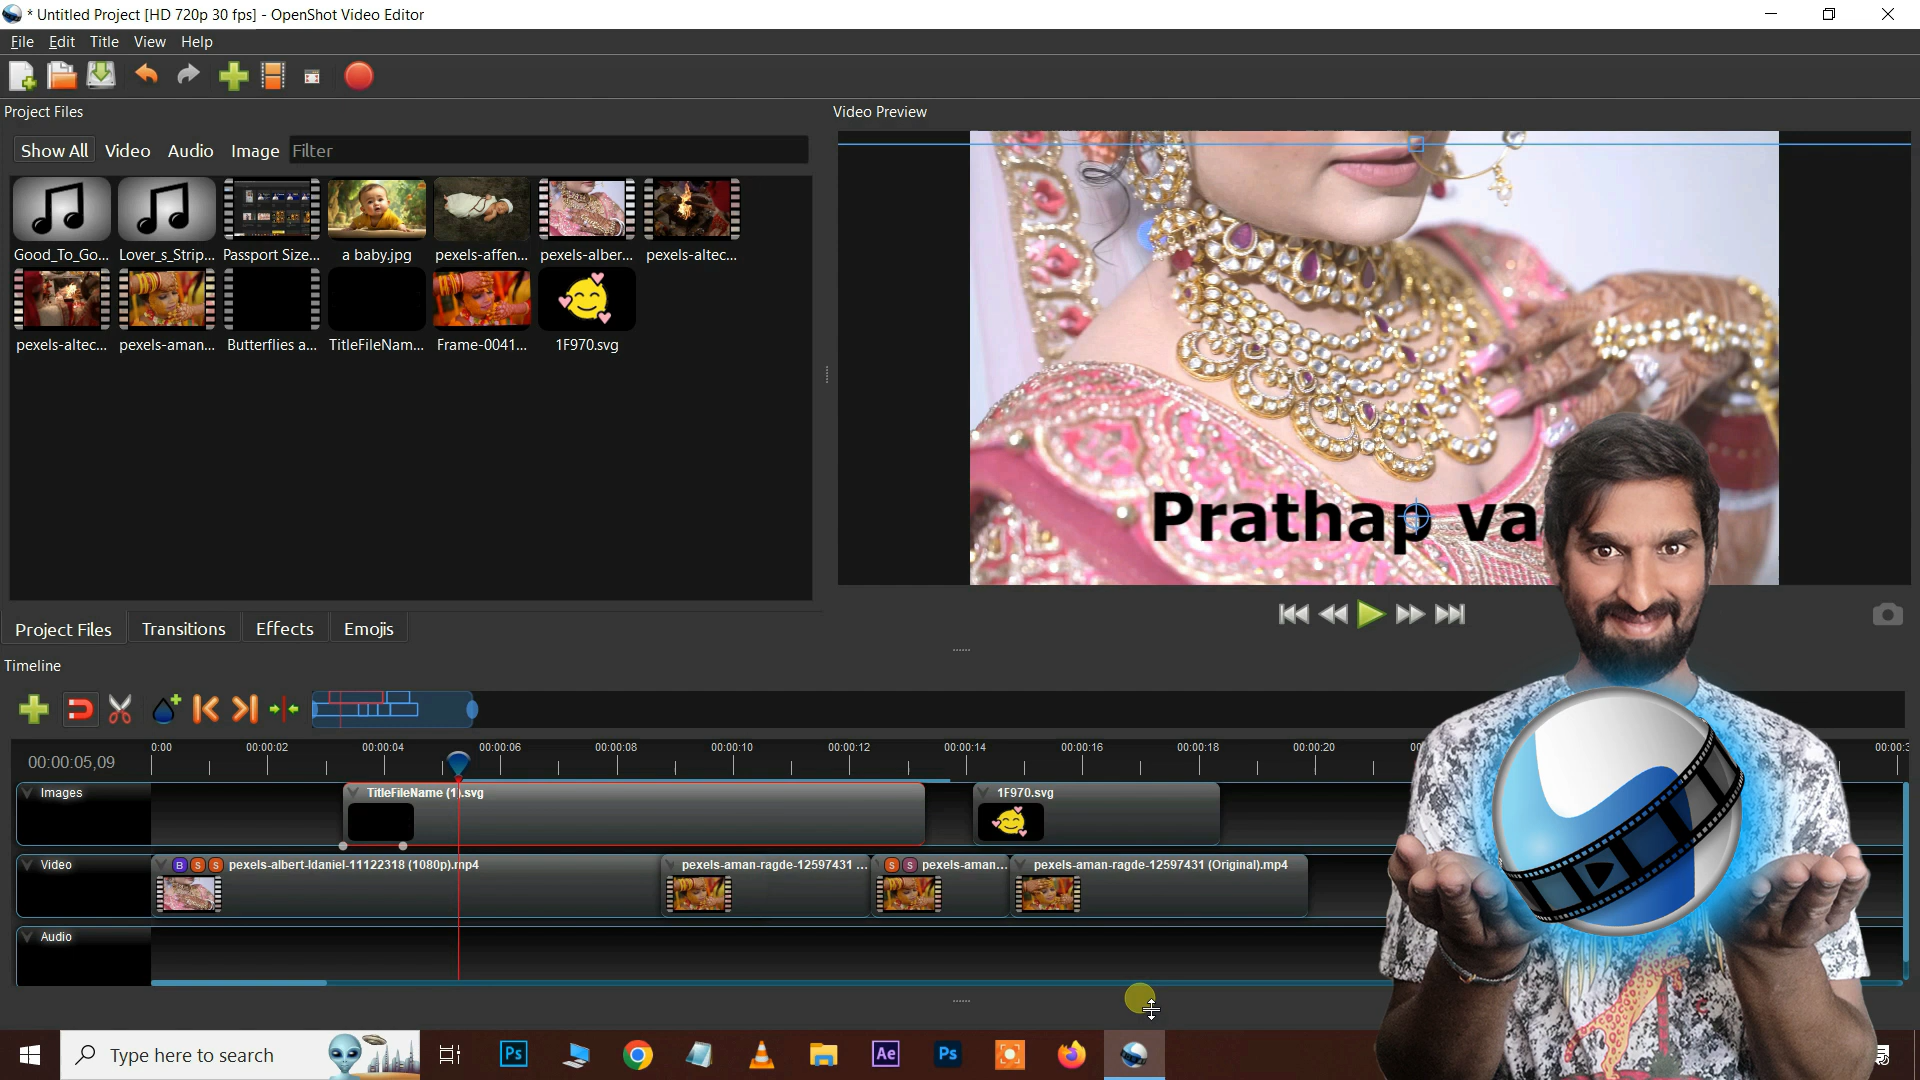 * Untitled Project [HD 720p 30 fps] - OpenShot Video Editor
File Edit Title View Help
Project Files
Video Preview
Show All Video Audio Image Filter
Good_To_Go... Lover_s_Strip... Passport Size... a baby.jpg pexels-affen... pexels-alber... pexels-altec...
pexels-altec... pexels-aman... Butterflies a... TitleFileNam... Frame-0041... 1F970.svg
Prathap va
Project Files Transitions Effects Emojis
Timeline
0:00 00:00:02 00:00:04 00:00:06 00:00:08 00:00:10 00:00:12 00:00:14 00:00:16 00:00:18 00:00:20
00:00:05,09
Images TitleFileName (1).svg 1F970.svg
Video B S S pexels-albert-ldaniel-11122318 (1080p).mp4 pexels-aman-ragde-12597431 ... S S pexels-aman... pexels-aman-ragde-12597431 (Original).mp4
Audio
Type here to search Ps Ae Ps